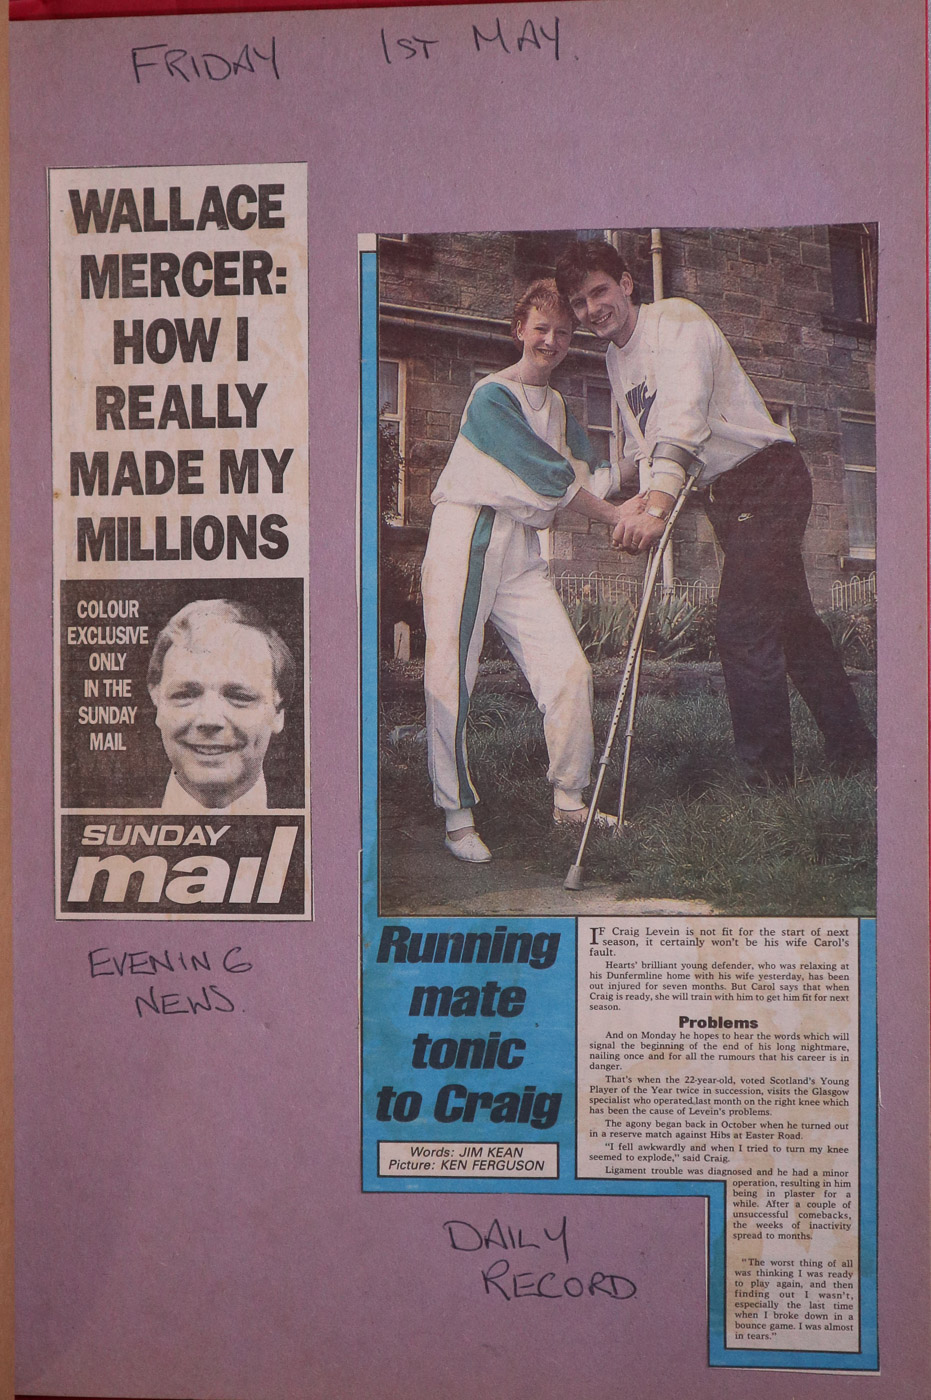 FRIDAY 1ST MAY.
WALLACE
MERCER:
HOW I
REALLY
MADE MY
MILLIONS
COLOUR
EXCLUSIVE
ONLY
IN THE
SUNDAY
MAIL
SUNDAY
mail
EVENING
NEWS.
NIKE
Running
mate
tonic
to Craig
Words: JIM KEAN
Picture: KEN FERGUSON
IF Craig Levein is not fit for the start of next
season, it certainly won't be his wife Carol's
fault.
Hearts' brilliant young defender, who was relaxing at
his Dunfermline home with his wife yesterday, has been
out injured for seven months. But Carol says that when
Craig is ready, she will train with him to get him fit for next
season.
Problems
And on Monday he hopes to hear the words which will
signal the beginning of the end of his long nightmare,
nailing once and for all the rumours that his career is in
danger.
That's when the 22-year-old, voted Scotland's Young
Player of the Year twice in succession, visits the Glasgow
specialist who operated last month on the right knee which
has been the cause of Levein's problems.
The agony began back in October when he turned out
in a reserve match against Hibs at Easter Road.
"I fell awkwardly and when I tried to turn my knee
seemed to explode," said Craig.
Ligament trouble was diagnosed and he had a minor
operation, resulting in him
being in plaster for a
while. After a couple of
unsuccessful comebacks,
the weeks of inactivity
spread to months.
"The worst thing of all
was thinking I was ready
to play again, and then
finding out I wasn't,
especially the last time
when I broke down in a
bounce game. I was almost
in tears."
DAILY
RECORD